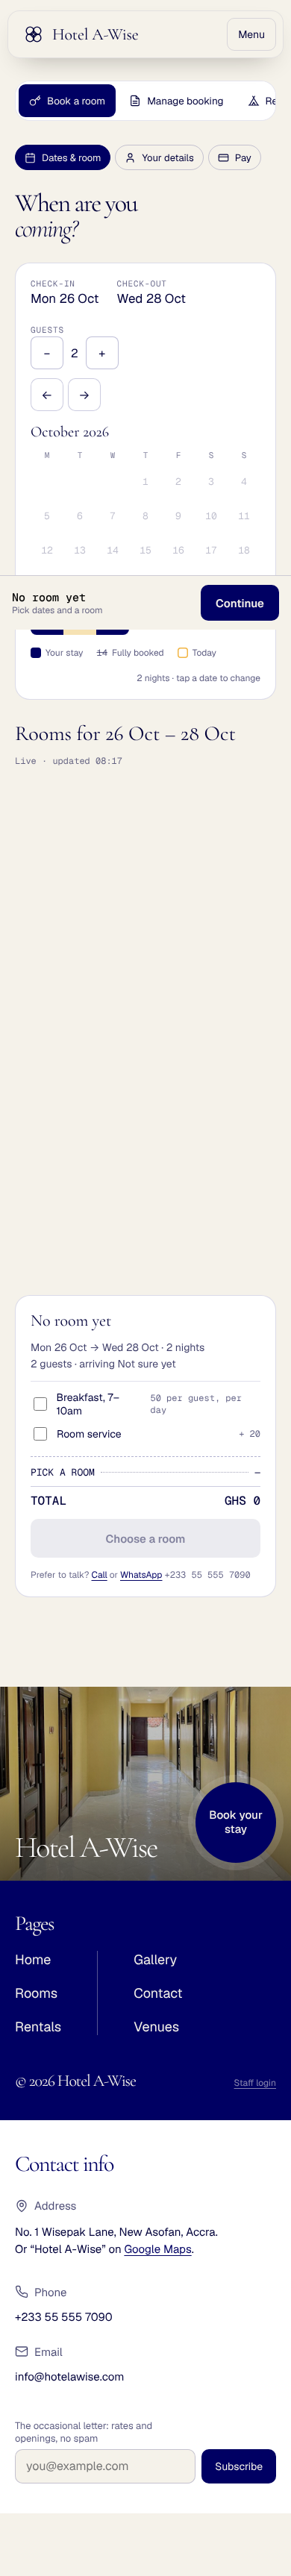 Hotel A-Wise
Menu
Book a room
Manage booking
Dates & room
Your details
Pay
When are you
coming?
CHECK-IN
CHECK-OUT
Mon 26 Oct
Wed 28 Oct
GUESTS
− 2 +
← →
October 2026
M T W T F S S
1 2 3 4
5 6 7 8 9 10 11
12 13 14 15 16 17 18
No room yet
Pick dates and a room
Continue
Your stay
14 Fully booked
Today
2 nights · tap a date to change
Rooms for 26 Oct – 28 Oct
Live · updated 08:17
No room yet
Mon 26 Oct → Wed 28 Oct · 2 nights
2 guests · arriving Not sure yet
Breakfast, 7–
10am
50 per guest, per
day
Room service
+ 20
PICK A ROOM
—
TOTAL
GHS 0
Choose a room
Prefer to talk? Call or WhatsApp +233 55 555 7090
Book your
stay
Hotel A-Wise
Pages
Home
Gallery
Rooms
Contact
Rentals
Venues
© 2026 Hotel A-Wise
Staff login
Contact info
Address
No. 1 Wisepak Lane, New Asofan, Accra.
Or “Hotel A-Wise” on Google Maps.
Phone
+233 55 555 7090
Email
info@hotelawise.com
The occasional letter: rates and
openings, no spam
you@example.com
Subscribe